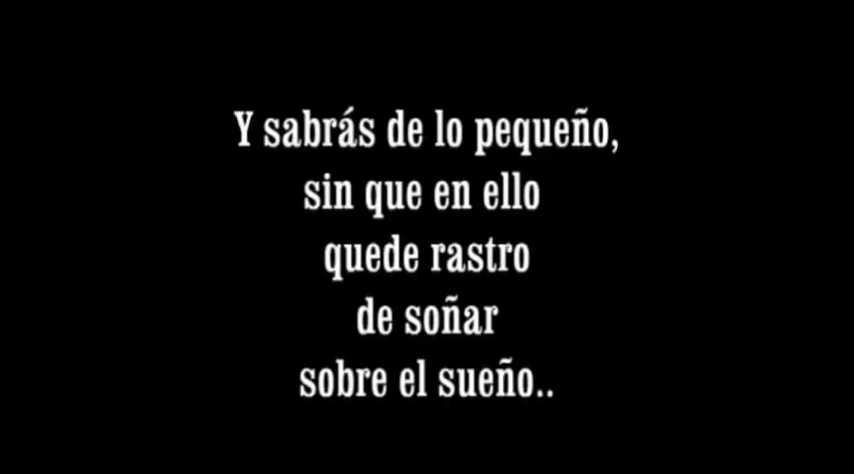 Y sabrás de lo pequeño,
sin que en ello
quede rastro
de soñar
sobre el sueño..